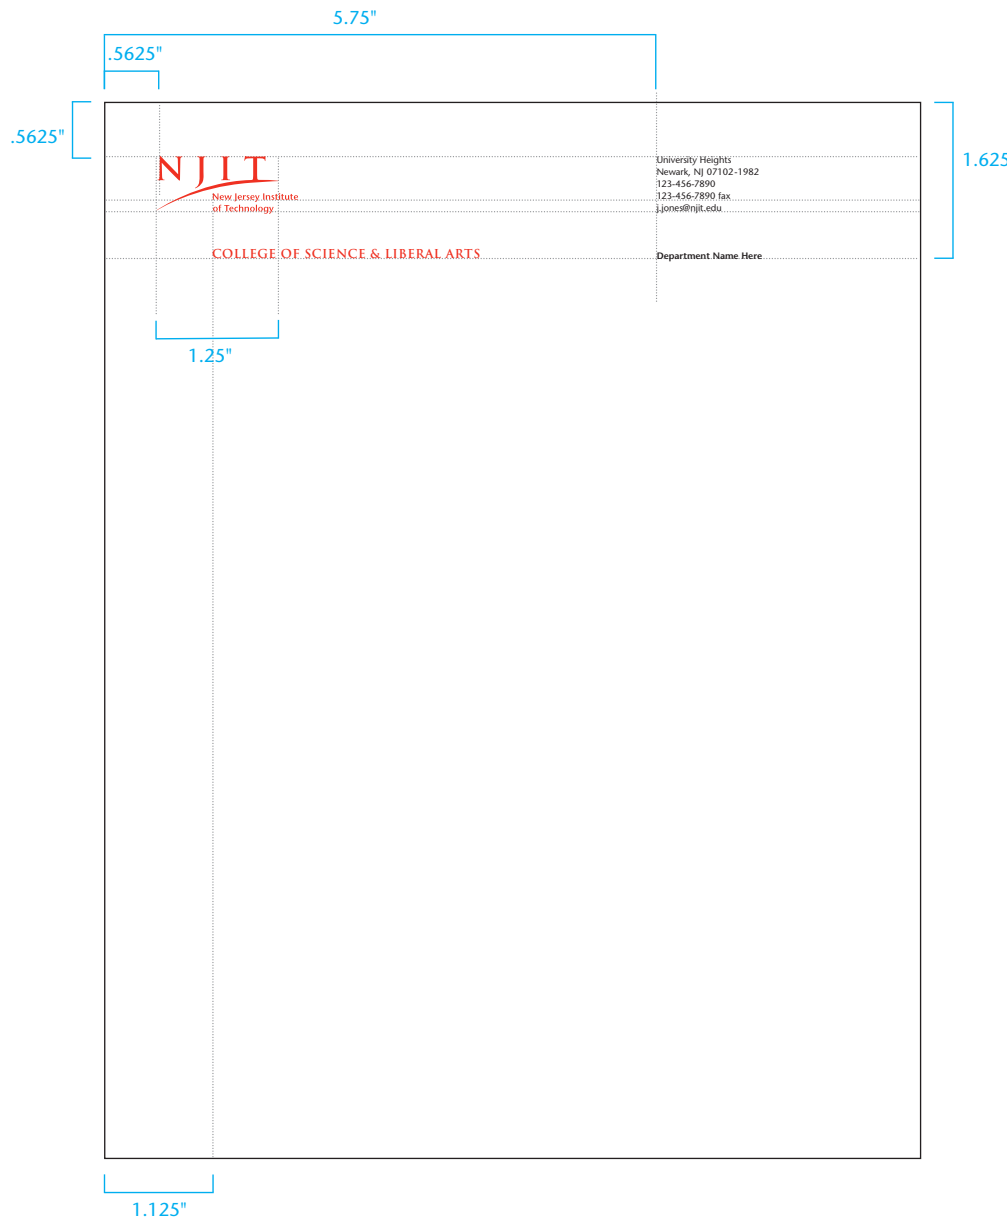 5.75"
.5625"
.5625"
1.625
NJIT
New Jersey Institute
of Technology
University Heights
Newark, NJ 07102-1982
123-456-7890
123-456-7890 fax
j.jones@njit.edu
COLLEGE OF SCIENCE & LIBERAL ARTS
Department Name Here
1.25"
1.125"